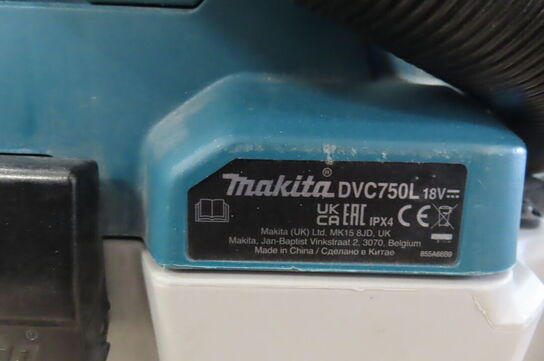 makita® DVC750L 18V
UK CA EAC IPX4 CE
Makita (UK) Ltd, MK15 8JD, UK
Makita, Jan-Baptist Vinkstraat 2, 3070, Belgium
Made in China / Сделано в Китае
855A66B9